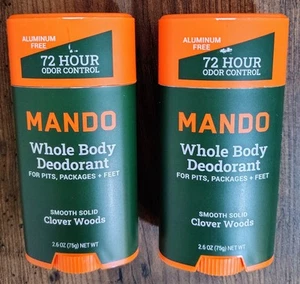 ALUMINUM
FREE
72 HOUR
ODOR CONTROL
MANDO
Whole Body
Deodorant
FOR PITS, PACKAGES + FEET
SMOOTH SOLID
Clover Woods
2.6 OZ (75g) NET WT
ALUMINUM
FREE
72 HOUR
ODOR CONTROL
MANDO
Whole Body
Deodorant
FOR PITS, PACKAGES + FEET
SMOOTH SOLID
Clover Woods
2.6 OZ (75g) NET WT